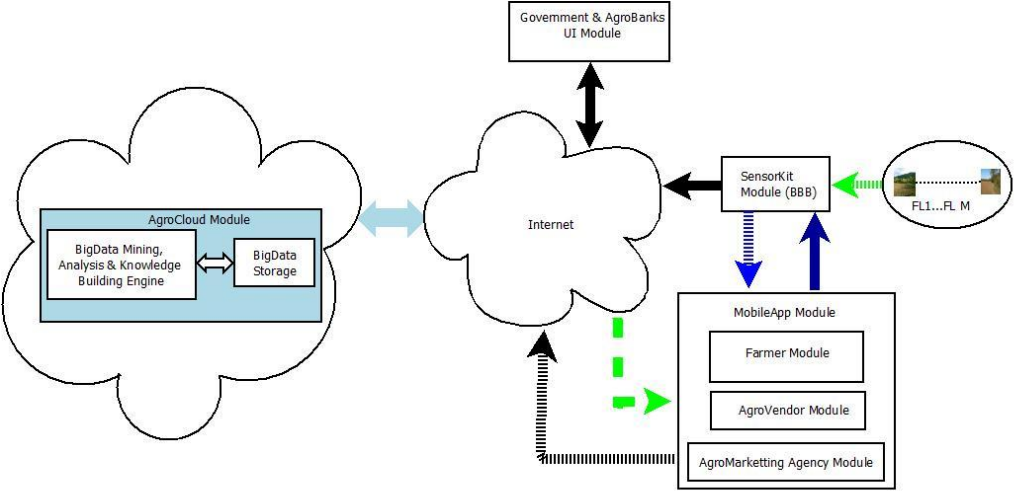 Government & AgroBanks
UI Module
SensorKit
Module (BBB)
FL1...FL M
AgroCloud Module
BigData Mining,
Analysis & Knowledge
Building Engine
BigData
Storage
Internet
MobileApp Module
Farmer Module
AgroVendor Module
AgroMarketting Agency Module